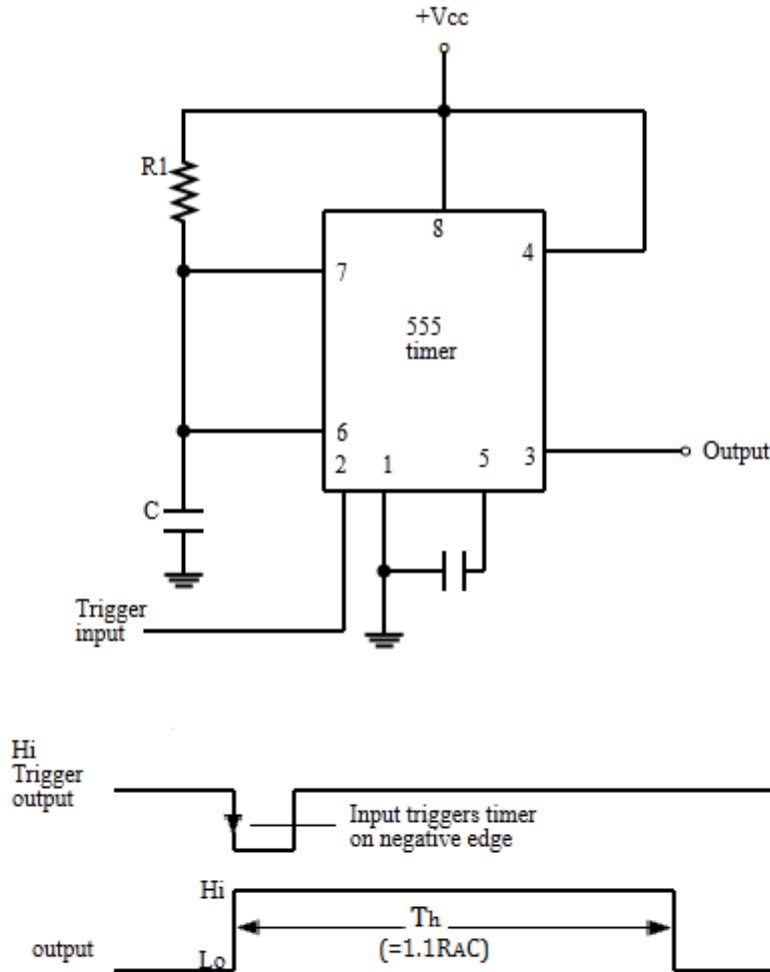 +Vcc
R1
8
4
7
555
timer
6
2 1 5 3
Output
C
Trigger
input
Hi
Trigger
output
Input triggers timer
on negative edge
Hi
Th
(=1.1RAC)
output
Lo